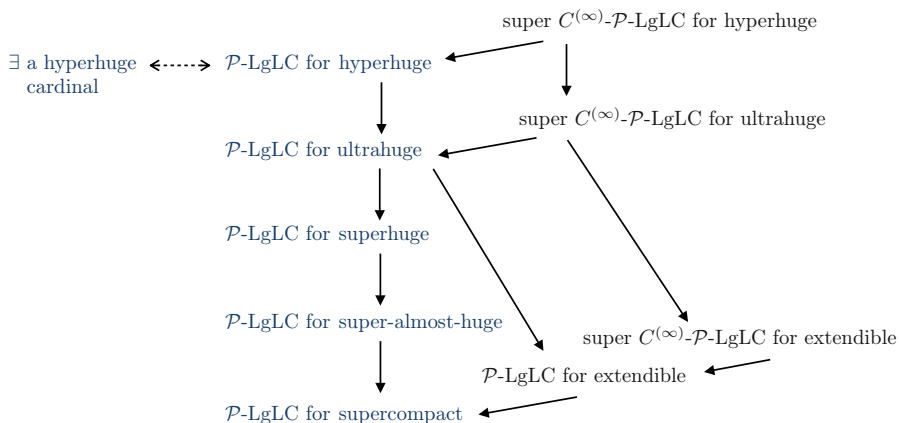 super C^(∞)-𝒫-LgLC for hyperhuge
∃ a hyperhuge
cardinal
𝒫-LgLC for hyperhuge
super C^(∞)-𝒫-LgLC for ultrahuge
𝒫-LgLC for ultrahuge
𝒫-LgLC for superhuge
𝒫-LgLC for super-almost-huge
super C^(∞)-𝒫-LgLC for extendible
𝒫-LgLC for extendible
𝒫-LgLC for supercompact